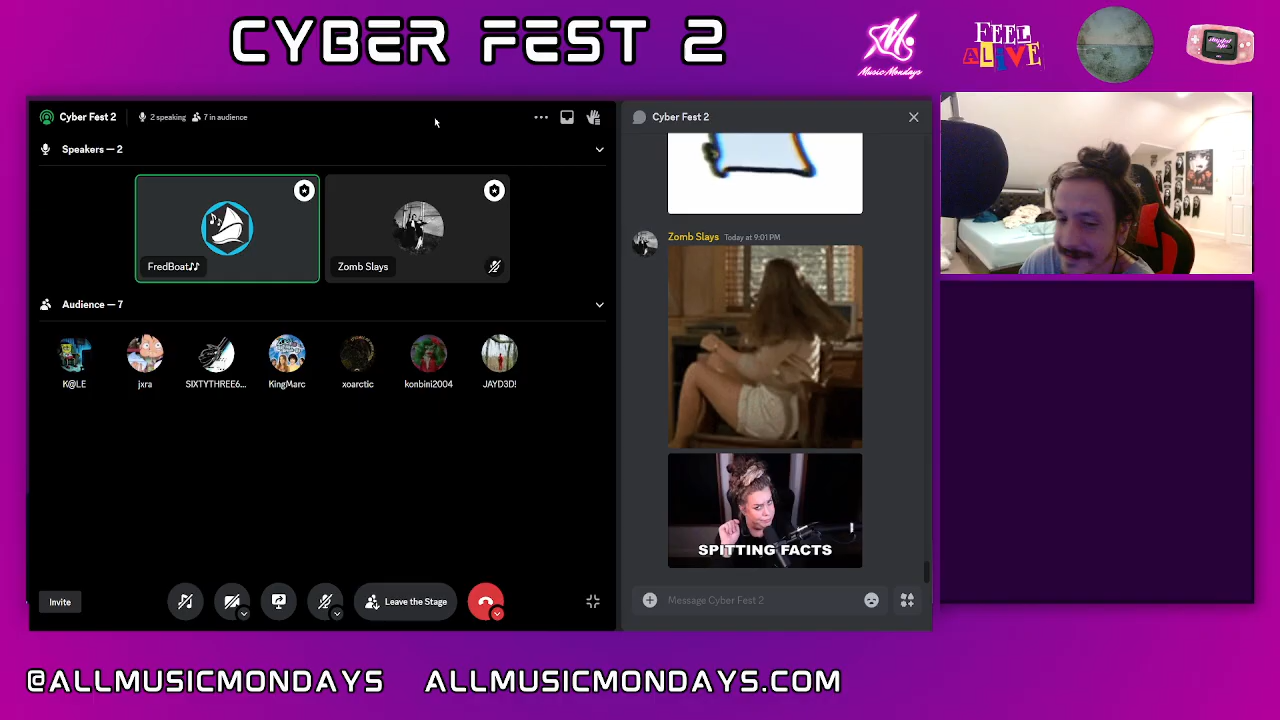 CYBER FEST 2
Music Mondays
FEEL
ALiVE
Cyber Fest 2
2 speaking
7 in audience
Speakers — 2
FredBoat♪♪
Zomb Slays
Audience — 7
K@LE
jxra
SIXTYTHREE6...
KingMarc
xoarctic
konbini2004
JAYD3D!
Invite
Leave the Stage
Cyber Fest 2
Zomb Slays Today at 9:01 PM
SPITTING FACTS
Message Cyber Fest 2
@ALLMUSICMONDAYS ALLMUSICMONDAYS.COM